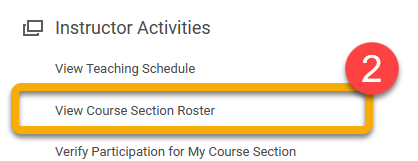 Instructor Activities
View Teaching Schedule
2
View Course Section Roster
Verify Participation for My Course Section